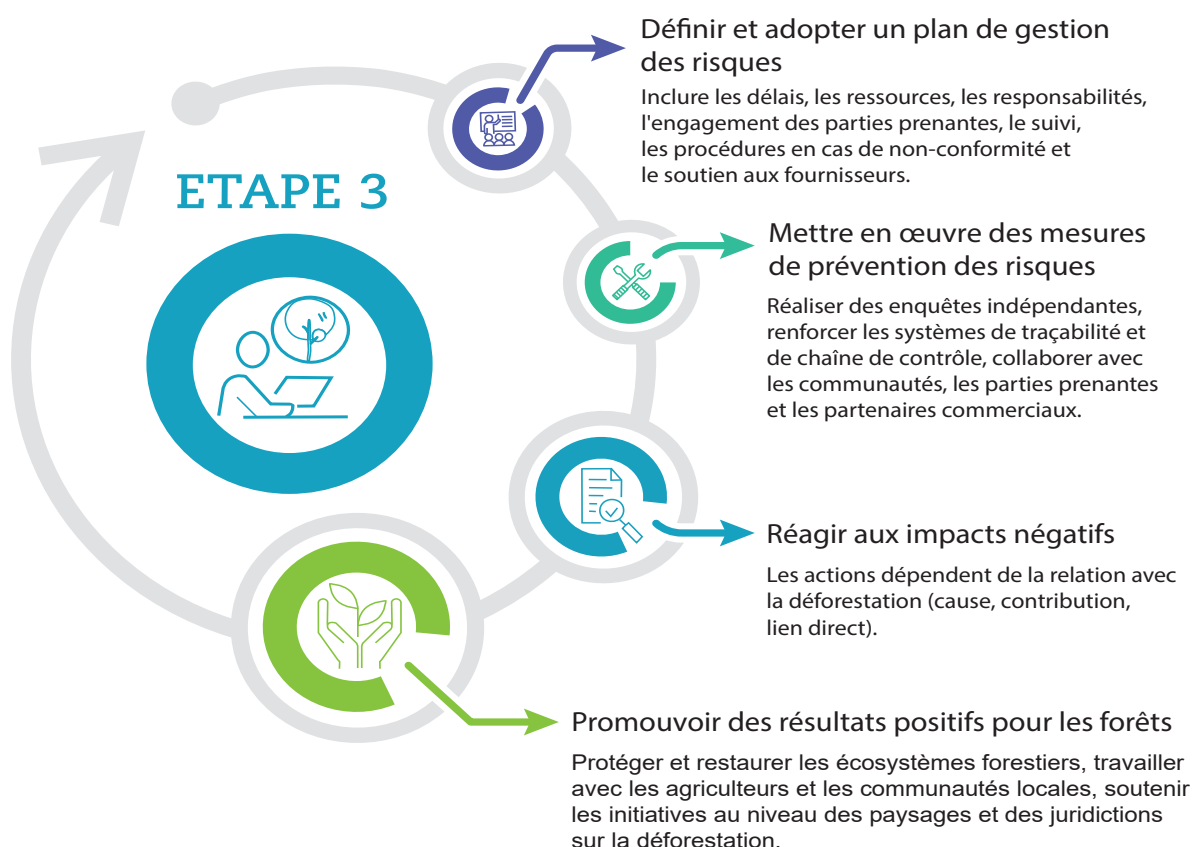 ETAPE 3
Définir et adopter un plan de gestion
des risques
Inclure les délais, les ressources, les responsabilités,
l'engagement des parties prenantes, le suivi,
les procédures en cas de non-conformité et
le soutien aux fournisseurs.
Mettre en œuvre des mesures
de prévention des risques
Réaliser des enquêtes indépendantes,
renforcer les systèmes de traçabilité et
de chaîne de contrôle, collaborer avec
les communautés, les parties prenantes
et les partenaires commerciaux.
Réagir aux impacts négatifs
Les actions dépendent de la relation avec
la déforestation (cause, contribution,
lien direct).
Promouvoir des résultats positifs pour les forêts
Protéger et restaurer les écosystèmes forestiers, travailler
avec les agriculteurs et les communautés locales, soutenir
les initiatives au niveau des paysages et des juridictions
sur la déforestation.